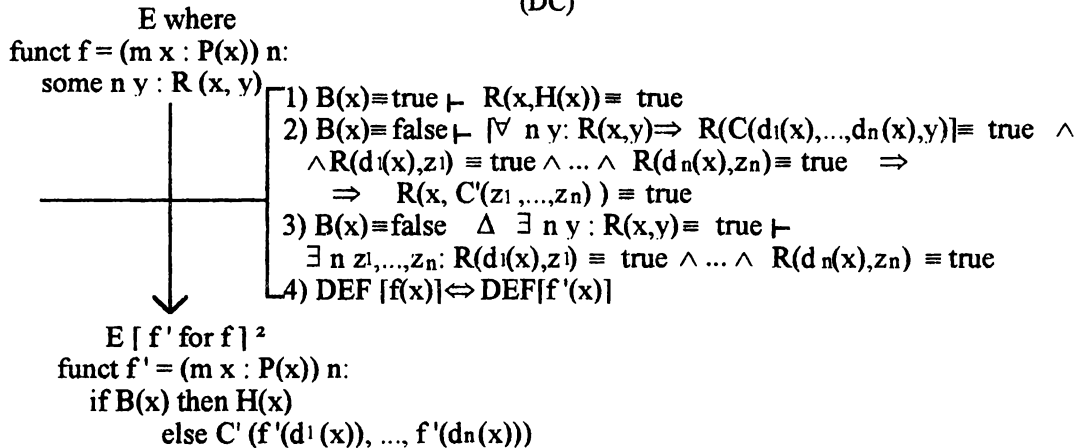 (DC)
E where
funct f = (m x : P(x)) n:
some n y : R (x, y)
1) B(x)≡true ⊢ R(x,H(x))≡ true
2) B(x)≡ false ⊢ [∀ n y: R(x,y)⇒ R(C(d1(x),...,dn(x),y)]≡ true ∧
∧R(d1(x),z1) ≡ true ∧ ... ∧ R(dn(x),zn)≡ true ⇒
⇒ R(x, C'(z1,...,zn) ) ≡ true
3) B(x)≡false Δ ∃ n y : R(x,y)≡ true ⊢
∃ n z1,...,zn: R(d1(x),z1) ≡ true ∧ ... ∧ R(dn(x),zn) ≡true
4) DEF [f(x)]⇔DEF[f'(x)]
E [ f' for f] ²
funct f' = (m x : P(x)) n:
if B(x) then H(x)
else C' (f'(d1(x)), ..., f'(dn(x)))